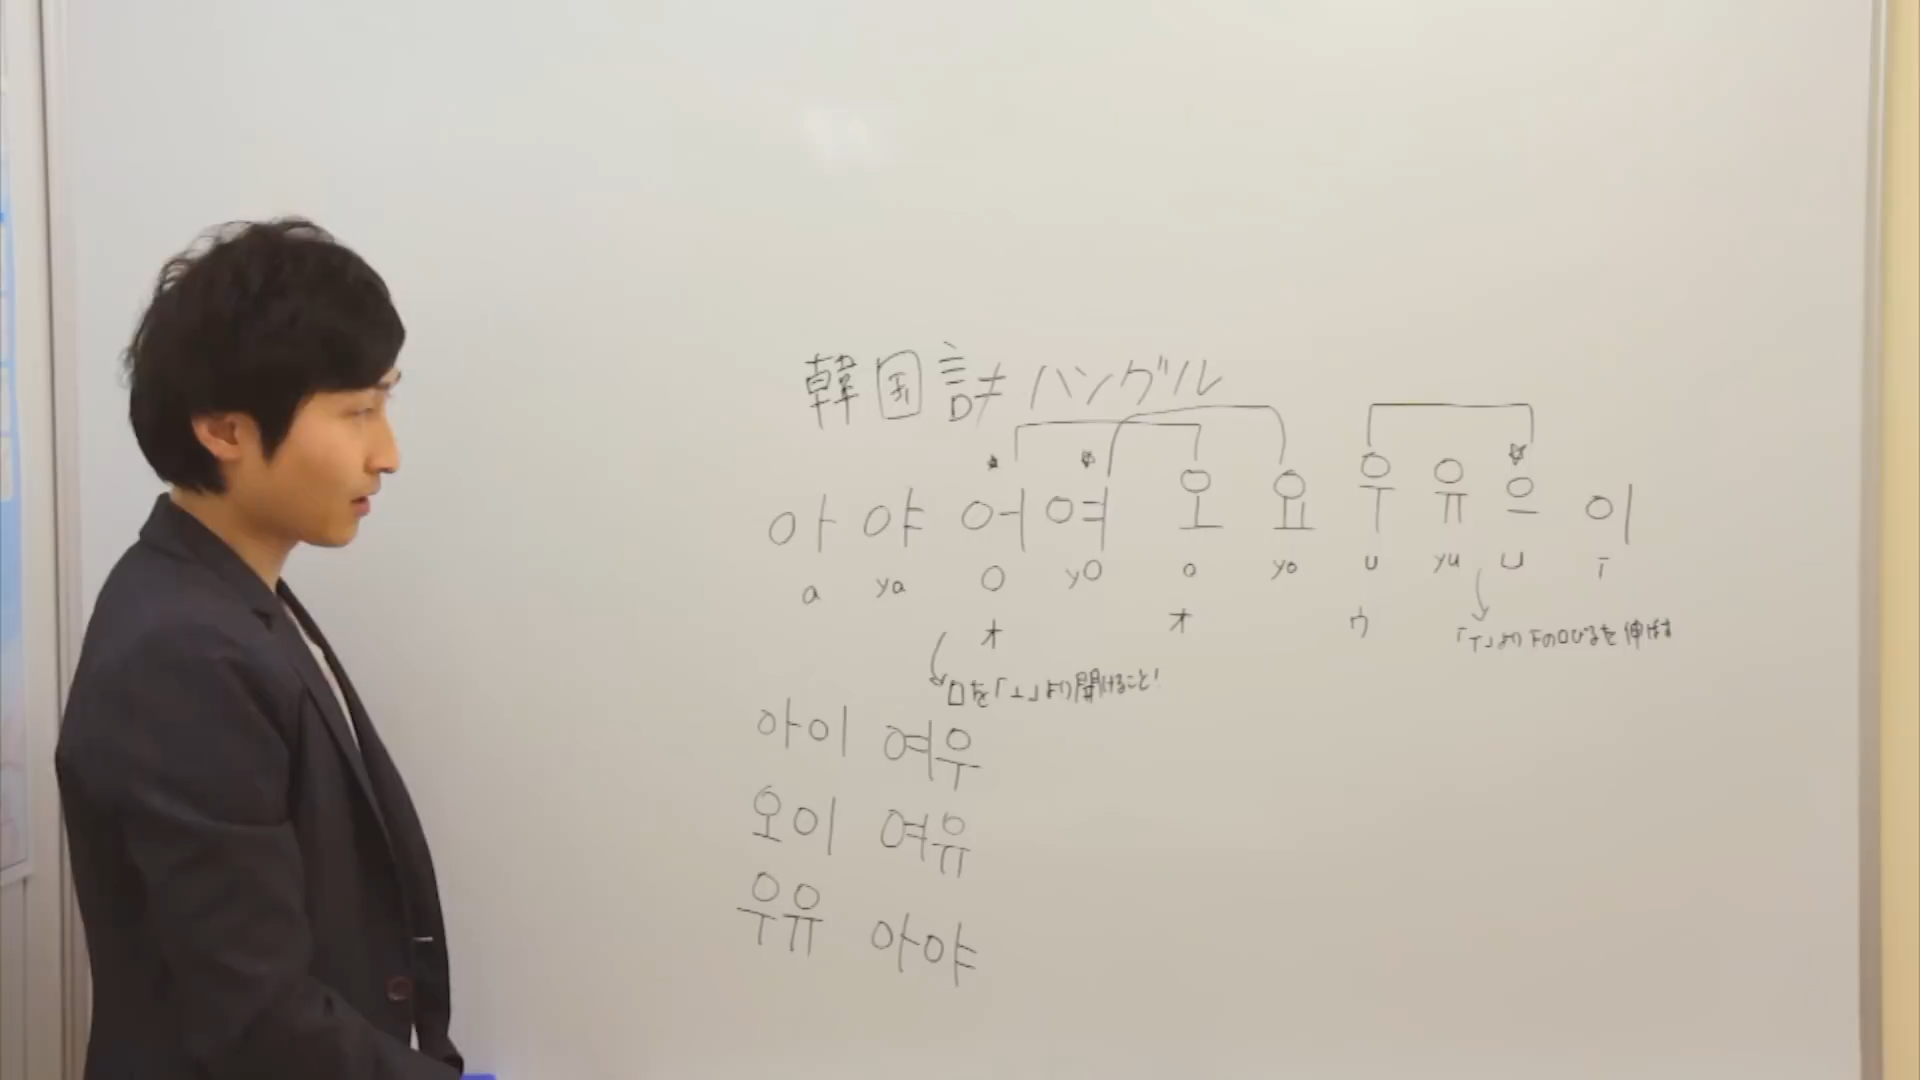 韓国語≠ハングル
아 야 어 여 오 요 우 유 으 이
a ya O yO o yo u yu U i
オ オ ウ
「ㅜ」より下の口びるを伸ばす
口を「ㅗ」より開けること!
아이 여우
오이 여유
우유 아야